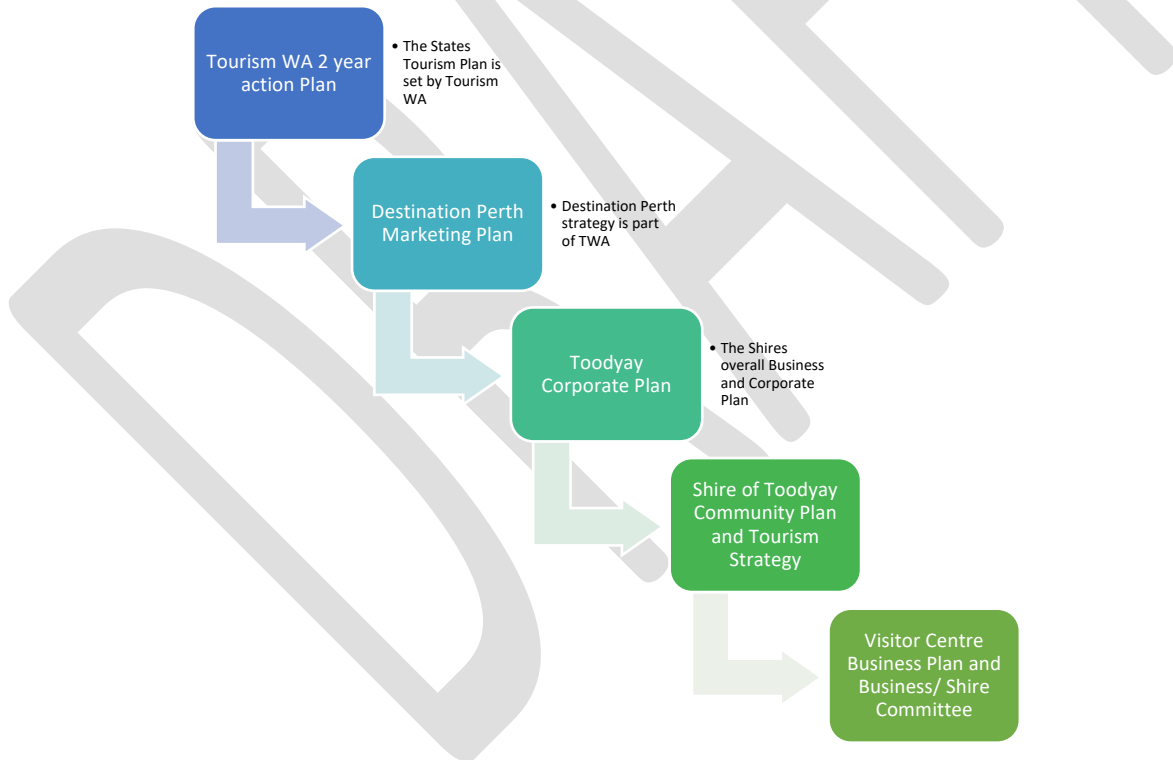 Tourism WA 2 year
action Plan
• The States
Tourism Plan is
set by Tourism
WA
Destination Perth
Marketing Plan
• Destination Perth
strategy is part
of TWA
Toodyay
Corporate Plan
• The Shires
overall Business
and Corporate
Plan
Shire of Toodyay
Community Plan
and Tourism
Strategy
Visitor Centre
Business Plan and
Business/ Shire
Committee